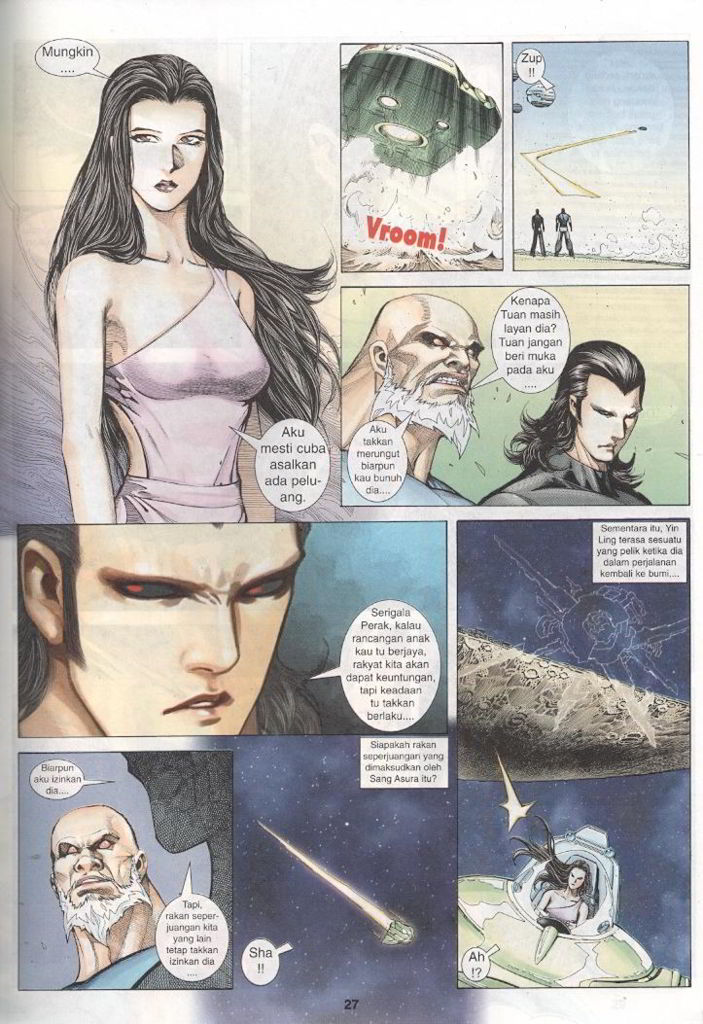 Mungkin
....
Aku
mesti cuba
asalkan
ada pelu-
ang.
Vroom!
Zup
!!
Kenapa
Tuan masih
layan dia?
Tuan jangan
beri muka
pada aku
....
Aku
takkan
merungut
biarpun
kau bunuh
dia....
Serigala
Perak, kalau
rancangan anak
kau tu berjaya,
rakyat kita akan
dapat keuntungan,
tapi keadaan
tu takkan
berlaku....
Sementara itu, Yin
Ling terasa sesuatu
yang pelik ketika dia
dalam perjalanan
kembali ke bumi....
Biarpun
aku izinkan
dia....
Tapi,
rakan seper-
juangan kita
yang lain
tetap takkan
izinkan dia
....
Siapakah rakan
seperjuangan yang
dimaksudkan oleh
Sang Asura itu?
Sha
!!
Ah
!?
27